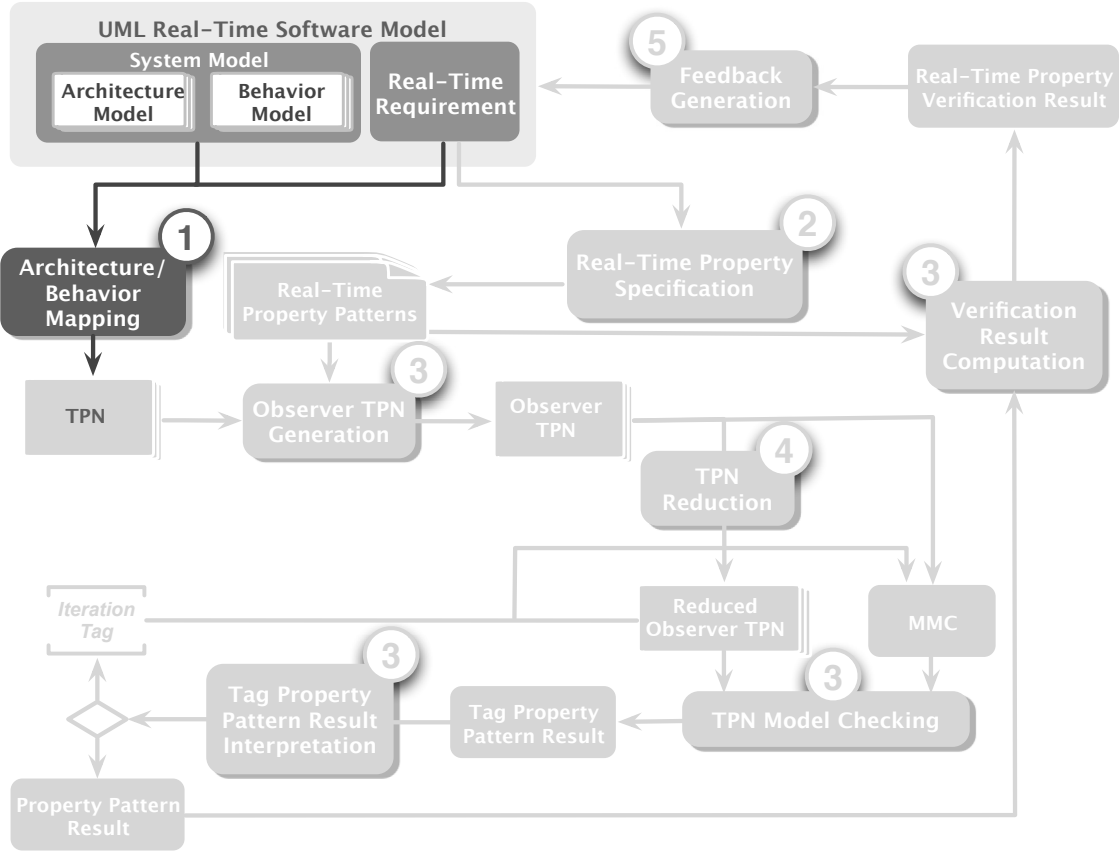 UML Real-Time Software Model
System Model
Architecture
Model
Behavior
Model
Real-Time
Requirement
5
Feedback
Generation
Real-Time Property
Verification Result
1
Architecture/
Behavior
Mapping
2
Real-Time Property
Specification
Real-Time
Property Patterns
3
Verification
Result
Computation
TPN
3
Observer TPN
Generation
Observer
TPN
4
TPN
Reduction
Iteration
Tag
Reduced
Observer TPN
MMC
3
Tag Property
Pattern Result
Interpretation
Tag Property
Pattern Result
3
TPN Model Checking
Property Pattern
Result